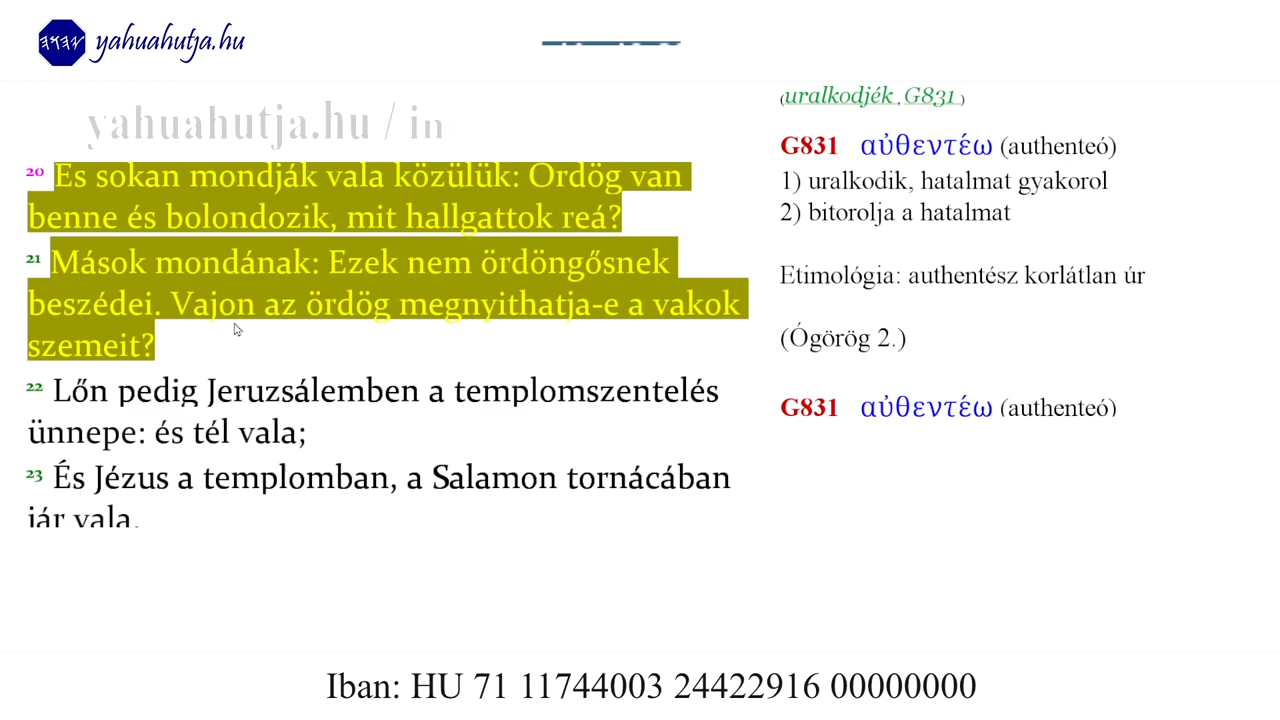 yahuahutja.hu
yahuahutja.hu / in
20 És sokan mondják vala közülük: Ördög van
benne és bolondozik, mit hallgattok reá?
21 Mások mondának: Ezek nem ördöngősnek
beszédei. Vajon az ördög megnyithatja-e a vakok
szemeit?
22 Lőn pedig Jeruzsálemben a templomszentelés
ünnepe: és tél vala;
23 És Jézus a templomban, a Salamon tornácában
jár vala.
(uralkodjék , G831 )
G831 αὐθεντέω (authenteó)
1) uralkodik, hatalmat gyakorol
2) bitorolja a hatalmat
Etimológia: authentész korlátlan úr
(Ógörög 2.)
G831 αὐθεντέω (authenteó)
Iban: HU 71 11744003 24422916 00000000